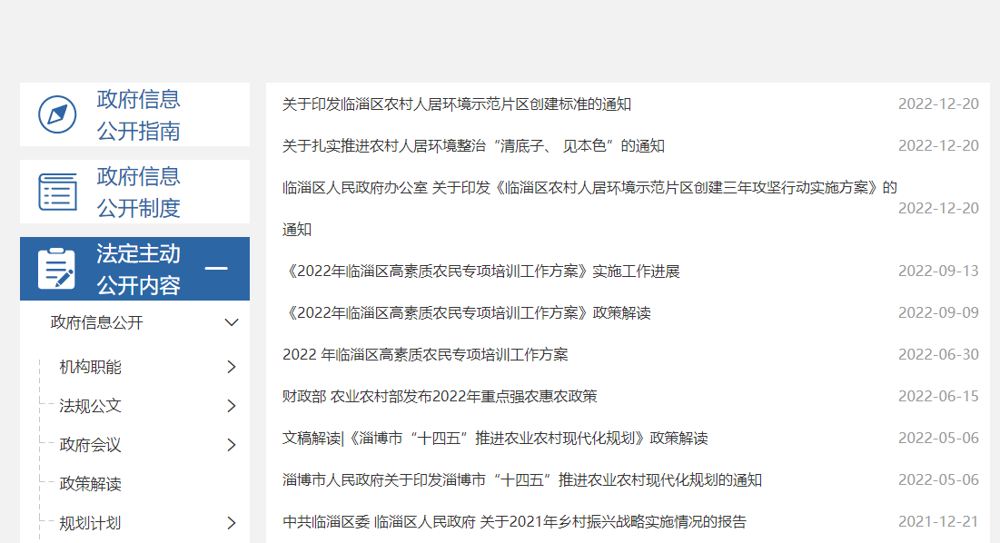 政府信息
公开指南
政府信息
公开制度
法定主动
公开内容
政府信息公开
机构职能
法规公文
政府会议
政策解读
规划计划
关于印发临淄区农村人居环境示范片区创建标准的通知 2022-12-20
关于扎实推进农村人居环境整治“清底子、 见本色”的通知 2022-12-20
临淄区人民政府办公室 关于印发《临淄区农村人居环境示范片区创建三年攻坚行动实施方案》的
通知 2022-12-20
《2022年临淄区高素质农民专项培训工作方案》实施工作进展 2022-09-13
《2022年临淄区高素质农民专项培训工作方案》政策解读 2022-09-09
2022 年临淄区高素质农民专项培训工作方案 2022-06-30
财政部 农业农村部发布2022年重点强农惠农政策 2022-06-15
文稿解读|《淄博市“十四五”推进农业农村现代化规划》政策解读 2022-05-06
淄博市人民政府关于印发淄博市“十四五”推进农业农村现代化规划的通知 2022-05-06
中共临淄区委 临淄区人民政府 关于2021年乡村振兴战略实施情况的报告 2021-12-21